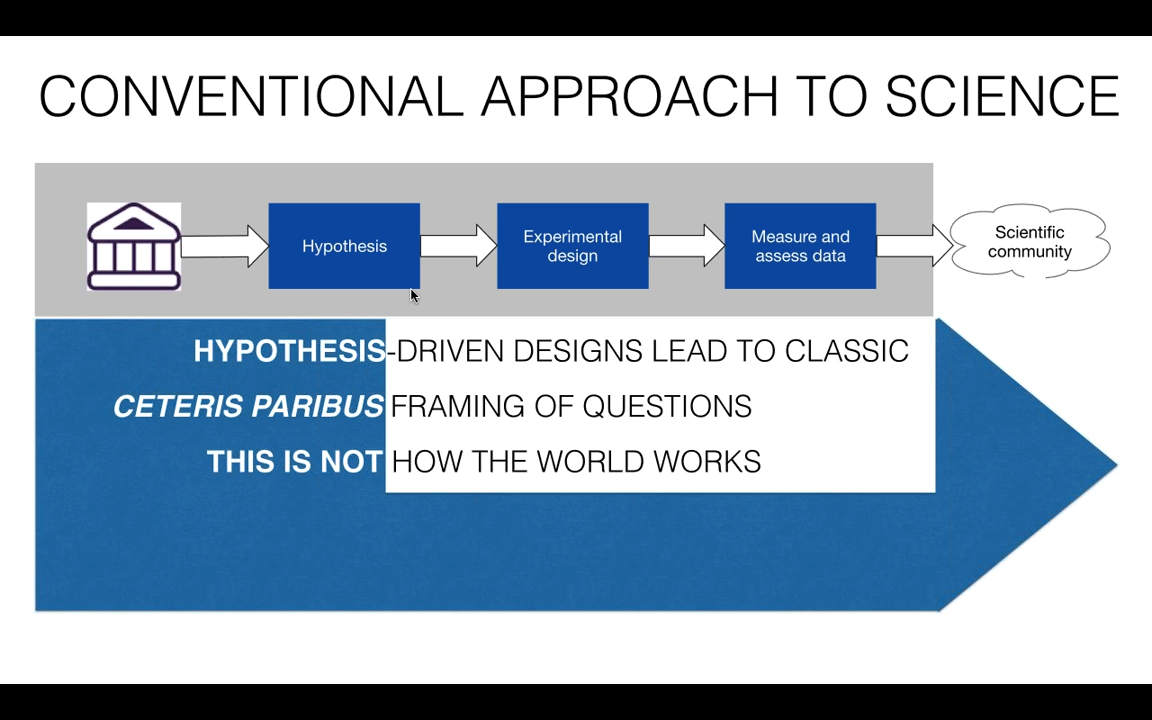 CONVENTIONAL APPROACH TO SCIENCE
Hypothesis
Experimental
design
Measure and
assess data
Scientific
community
HYPOTHESIS-DRIVEN DESIGNS LEAD TO CLASSIC
CETERIS PARIBUS FRAMING OF QUESTIONS
THIS IS NOT HOW THE WORLD WORKS